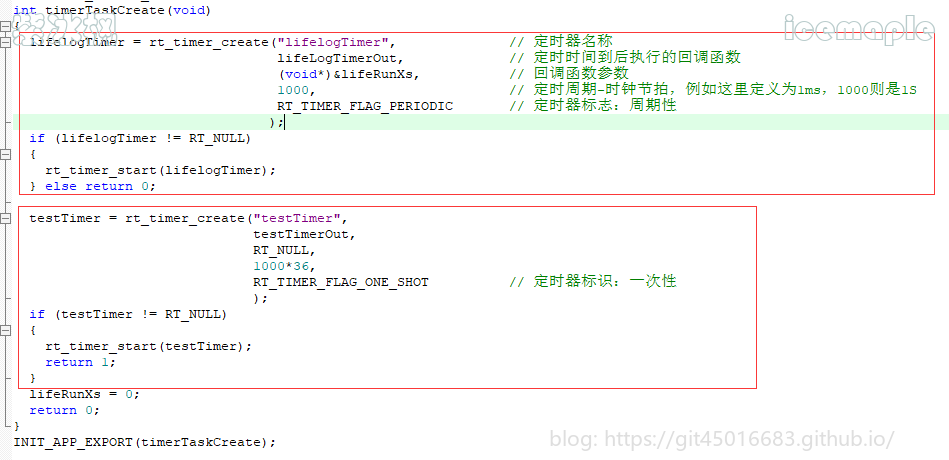 int timerTaskCreate(void)
icemaple
{
lifelogTimer = rt_timer_create("lifelogTimer", // 定时器名称
lifeLogTimerOut, // 定时时间到后执行的回调函数
(void*)&lifeRunXs, // 回调函数参数
1000, // 定时周期-时钟节拍，例如这里定义为1ms，1000则是1S
RT_TIMER_FLAG_PERIODIC // 定时器标志：周期性
);
if (lifelogTimer != RT_NULL)
{
rt_timer_start(lifelogTimer);
} else return 0;
testTimer = rt_timer_create("testTimer",
testTimerOut,
RT_NULL,
1000*36,
RT_TIMER_FLAG_ONE_SHOT // 定时器标识：一次性
);
if (testTimer != RT_NULL)
{
rt_timer_start(testTimer);
return 1;
}
lifeRunXs = 0;
return 0;
}
INIT_APP_EXPORT(timerTaskCreate);
blog: https://git45016683.github.io/